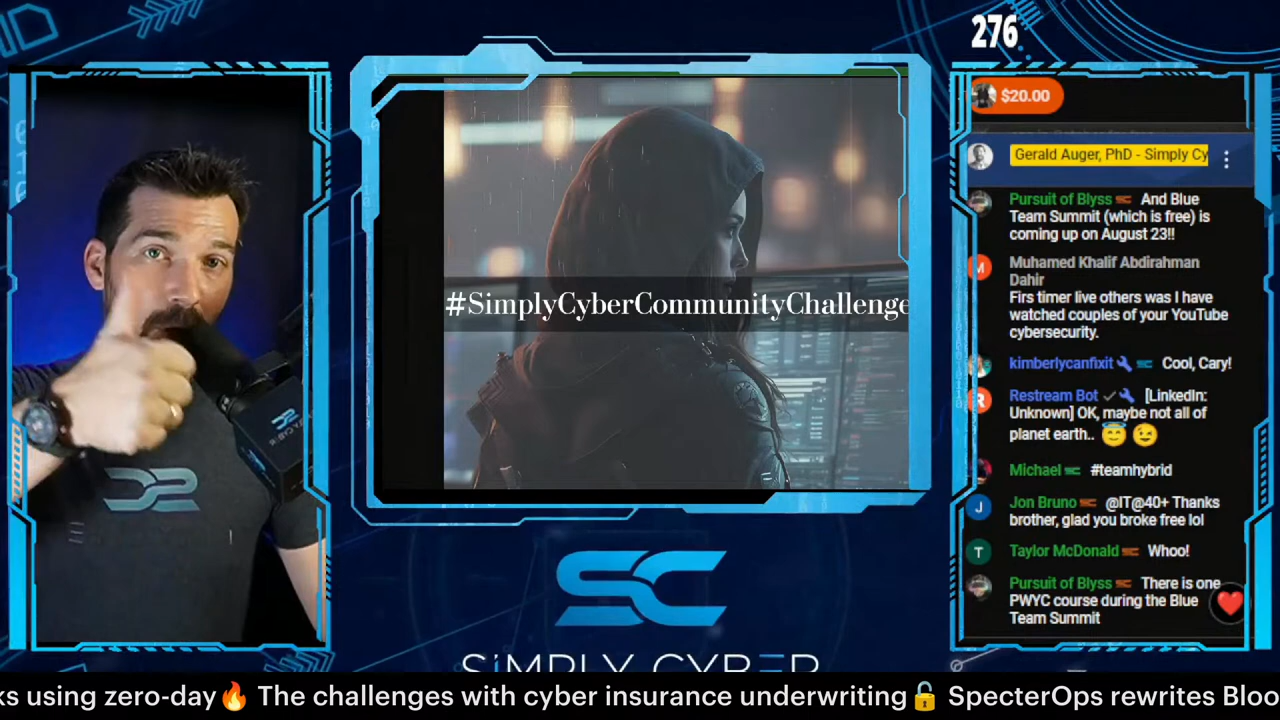 276
$20.00
Gerald Auger, PhD - Simply Cy
Pursuit of Blyss And Blue
Team Summit (which is free) is
coming up on August 23!!
M
Muhamed Khalif Abdirahman
Dahir
Firs timer live others was I have
watched couples of your YouTube
cybersecurity.
kimberlycanfixit Cool, Cary!
R
Restream Bot [LinkedIn:
Unknown] OK, maybe not all of
planet earth.. 😇 😉
Michael #teamhybrid
J
Jon Bruno @IT@40+ Thanks
brother, glad you broke free lol
T
Taylor McDonald Whoo!
Pursuit of Blyss There is one
PWYC course during the Blue
Team Summit
#SimplyCyberCommunityChallenge
SC
SIMPLY CYBER
ks using zero-day🔥 The challenges with cyber insurance underwriting🔓 SpecterOps rewrites Bloo